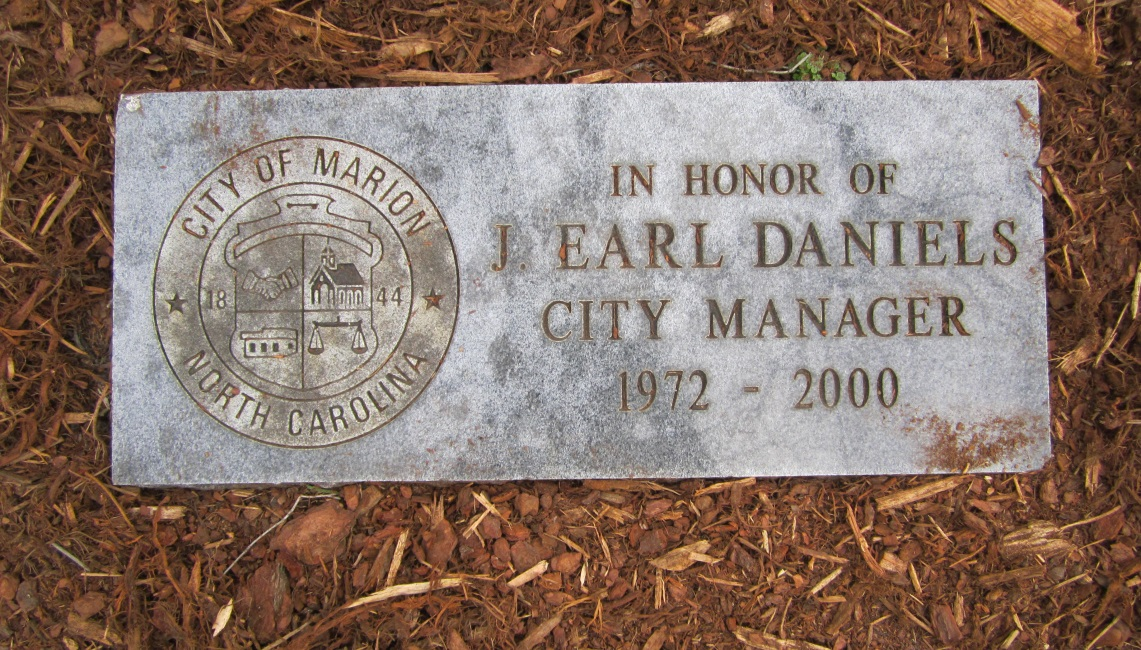 CITY OF MARION
18 44
NORTH CAROLINA
IN HONOR OF
J. EARL DANIELS
CITY MANAGER
1972 - 2000